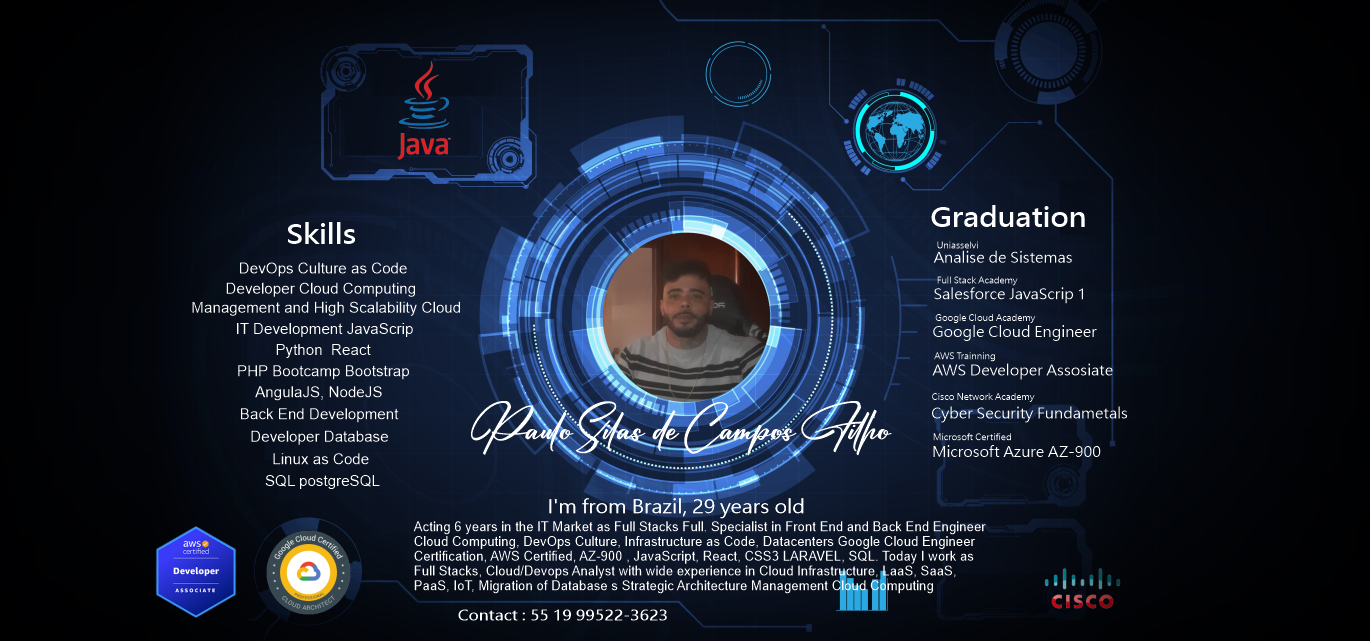 Java
Skills
DevOps Culture as Code
Developer Cloud Computing
Management and High Scalability Cloud
IT Development JavaScrip
Python React
PHP Bootcamp Bootstrap
AngulaJS, NodeJS
Back End Development
Developer Database
Linux as Code
SQL postgreSQL
aws
certified
Developer
ASSOCIATE
Google Cloud Certified
PROFESSIONAL
CLOUD ARCHITECT
Paulo Silas de Campos Filho
I'm from Brazil, 29 years old
Acting 6 years in the IT Market as Full Stacks Full. Specialist in Front End and Back End Engineer
Cloud Computing, DevOps Culture, Infrastructure as Code, Datacenters Google Cloud Engineer
Certification, AWS Certified, AZ-900 , JavaScript, React, CSS3 LARAVEL, SQL. Today I work as
Full Stacks, Cloud/Devops Analyst with wide experience in Cloud Infrastructure, LaaS, SaaS,
PaaS, IoT, Migration of Database s Strategic Architecture Management Cloud Computing
Contact : 55 19 99522-3623
Graduation
Uniasselvi
Analise de Sistemas
Full Stack Academy
Salesforce JavaScrip 1
Google Cloud Academy
Google Cloud Engineer
AWS Trainning
AWS Developer Assosiate
Cisco Network Academy
Cyber Security Fundametals
Microsoft Certified
Microsoft Azure AZ-900
CISCO